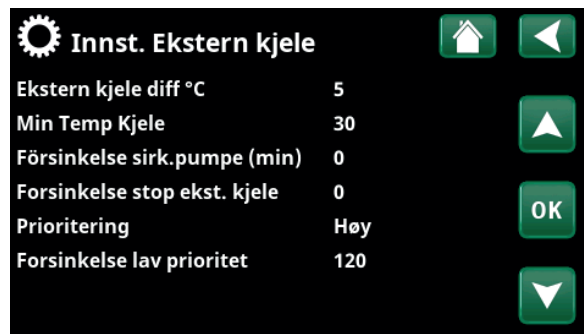 Innst. Ekstern kjele
Ekstern kjele diff °C 5
Min Temp Kjele 30
Försinkelse sirk.pumpe (min) 0
Forsinkelse stop ekst. kjele 0
Prioritering Høy
Forsinkelse lav prioritet 120
OK